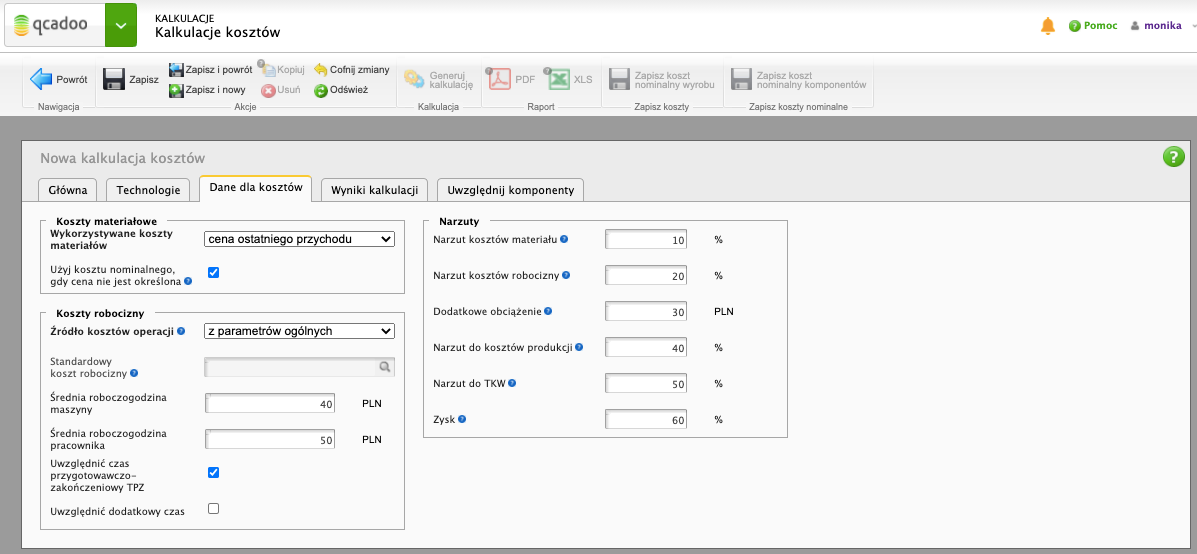 qcadoo
KALKULACJE
Kalkulacje kosztów
Pomoc
monika
Powrót
Nawigacja
Zapisz
Zapisz i powrót
Zapisz i nowy
Kopiuj
Usuń
Cofnij zmiany
Odśwież
Akcje
Generuj
kalkulację
Kalkulacja
PDF
XLS
Raport
Zapisz koszt
nominalny wyrobu
Zapisz koszty
Zapisz koszt
nominalny komponentów
Zapisz koszty nominalne
Nowa kalkulacja kosztów
Główna
Technologie
Dane dla kosztów
Wyniki kalkulacji
Uwzględnij komponenty
Koszty materiałowe
Wykorzystywane koszty
materiałów
cena ostatniego przychodu
Użyj kosztu nominalnego,
gdy cena nie jest określona
Koszty robocizny
Źródło kosztów operacji
z parametrów ogólnych
Standardowy
koszt robocizny
Średnia roboczogodzina
maszyny
40 PLN
Średnia roboczogodzina
pracownika
50 PLN
Uwzględnić czas
przygotowawczo-
zakończeniowy TPZ
Uwzględnić dodatkowy czas
Narzuty
Narzut kosztów materiału 10 %
Narzut kosztów robocizny 20 %
Dodatkowe obciążenie 30 PLN
Narzut do kosztów produkcji 40 %
Narzut do TKW 50 %
Zysk 60 %